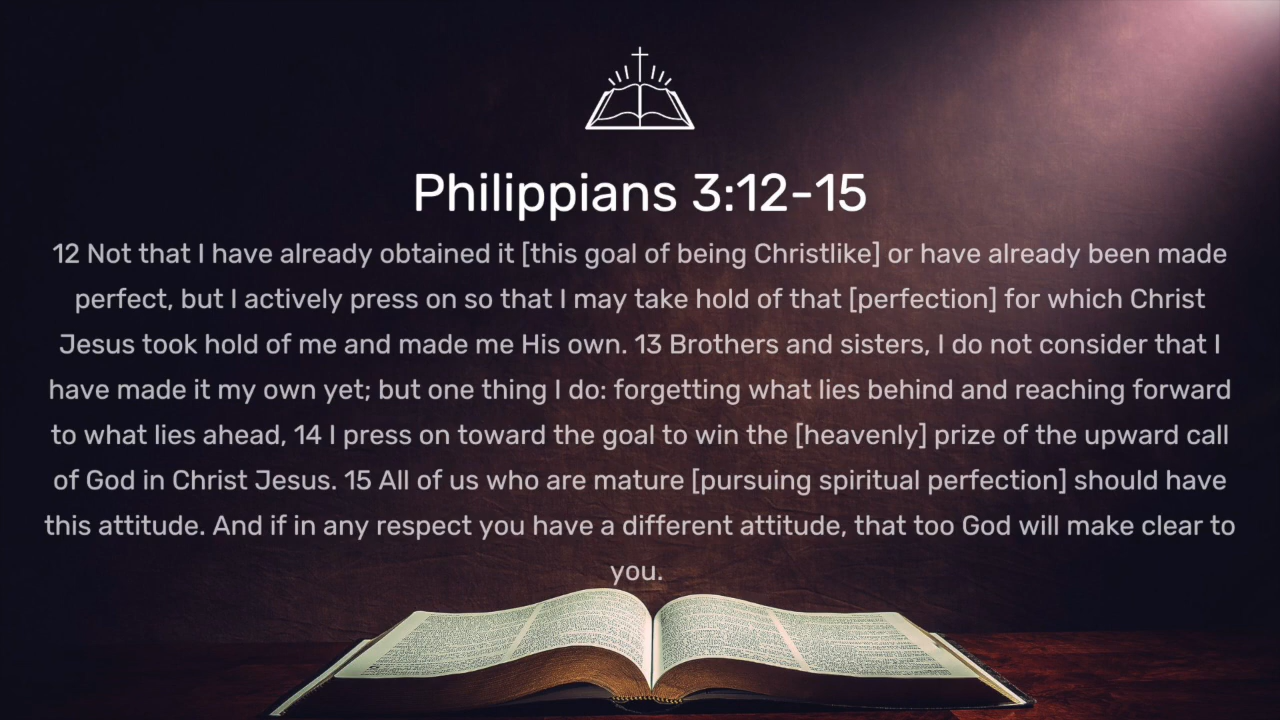 Philippians 3:12-15
12 Not that I have already obtained it [this goal of being Christlike] or have already been made
perfect, but I actively press on so that I may take hold of that [perfection] for which Christ
Jesus took hold of me and made me His own. 13 Brothers and sisters, I do not consider that I
have made it my own yet; but one thing I do: forgetting what lies behind and reaching forward
to what lies ahead, 14 I press on toward the goal to win the [heavenly] prize of the upward call
of God in Christ Jesus. 15 All of us who are mature [pursuing spiritual perfection] should have
this attitude. And if in any respect you have a different attitude, that too God will make clear to
you.